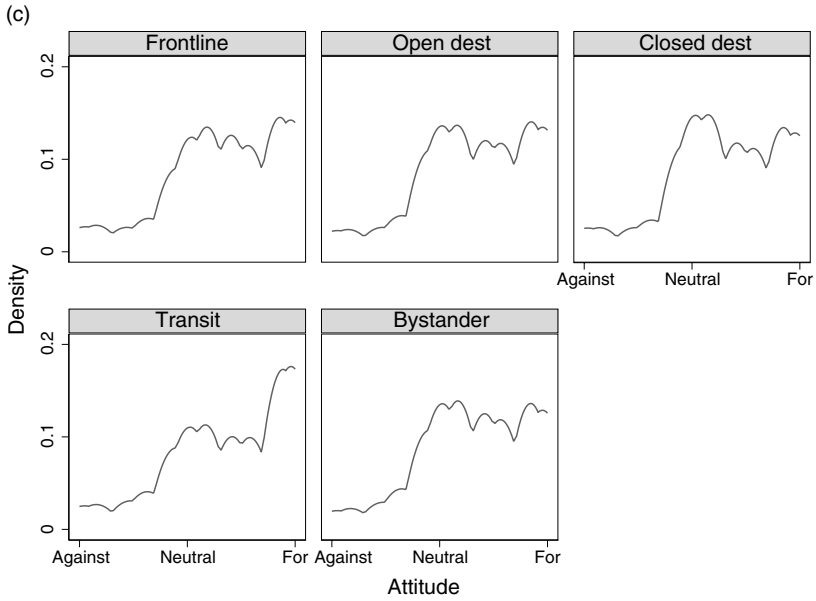 (c)
Frontline
Open dest
Closed dest
0.2
0.1
0
Against
Neutral
For
Density
Transit
Bystander
0.2
0.1
0
Against
Neutral
For
Against
Neutral
For
Attitude